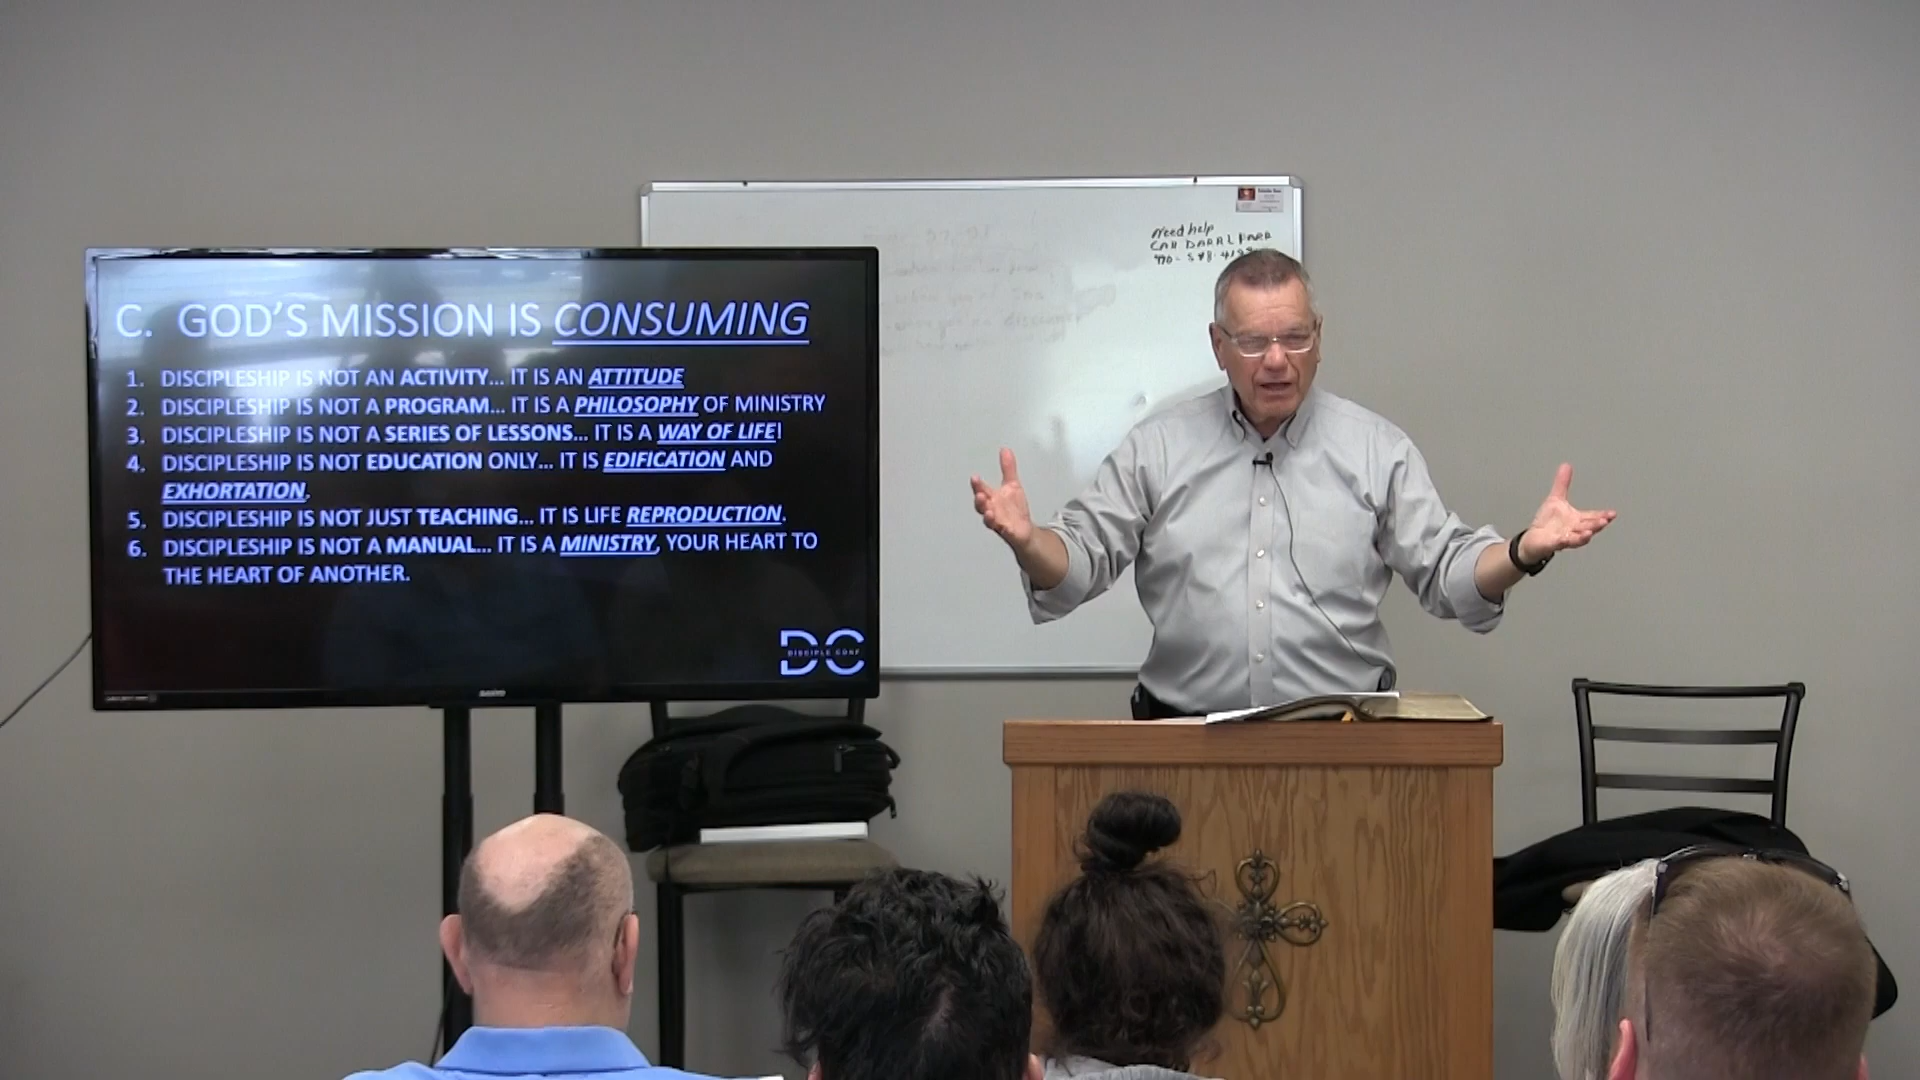 C. GOD'S MISSION IS CONSUMING
1. DISCIPLESHIP IS NOT AN ACTIVITY... IT IS AN ATTITUDE
2. DISCIPLESHIP IS NOT A PROGRAM... IT IS A PHILOSOPHY OF MINISTRY
3. DISCIPLESHIP IS NOT A SERIES OF LESSONS... IT IS A WAY OF LIFE!
4. DISCIPLESHIP IS NOT EDUCATION ONLY... IT IS EDIFICATION AND
EXHORTATION.
5. DISCIPLESHIP IS NOT JUST TEACHING... IT IS LIFE REPRODUCTION.
6. DISCIPLESHIP IS NOT A MANUAL... IT IS A MINISTRY, YOUR HEART TO
THE HEART OF ANOTHER.
DC
DISCIPLE CONF
SANYO
Need help
CALL DARAL